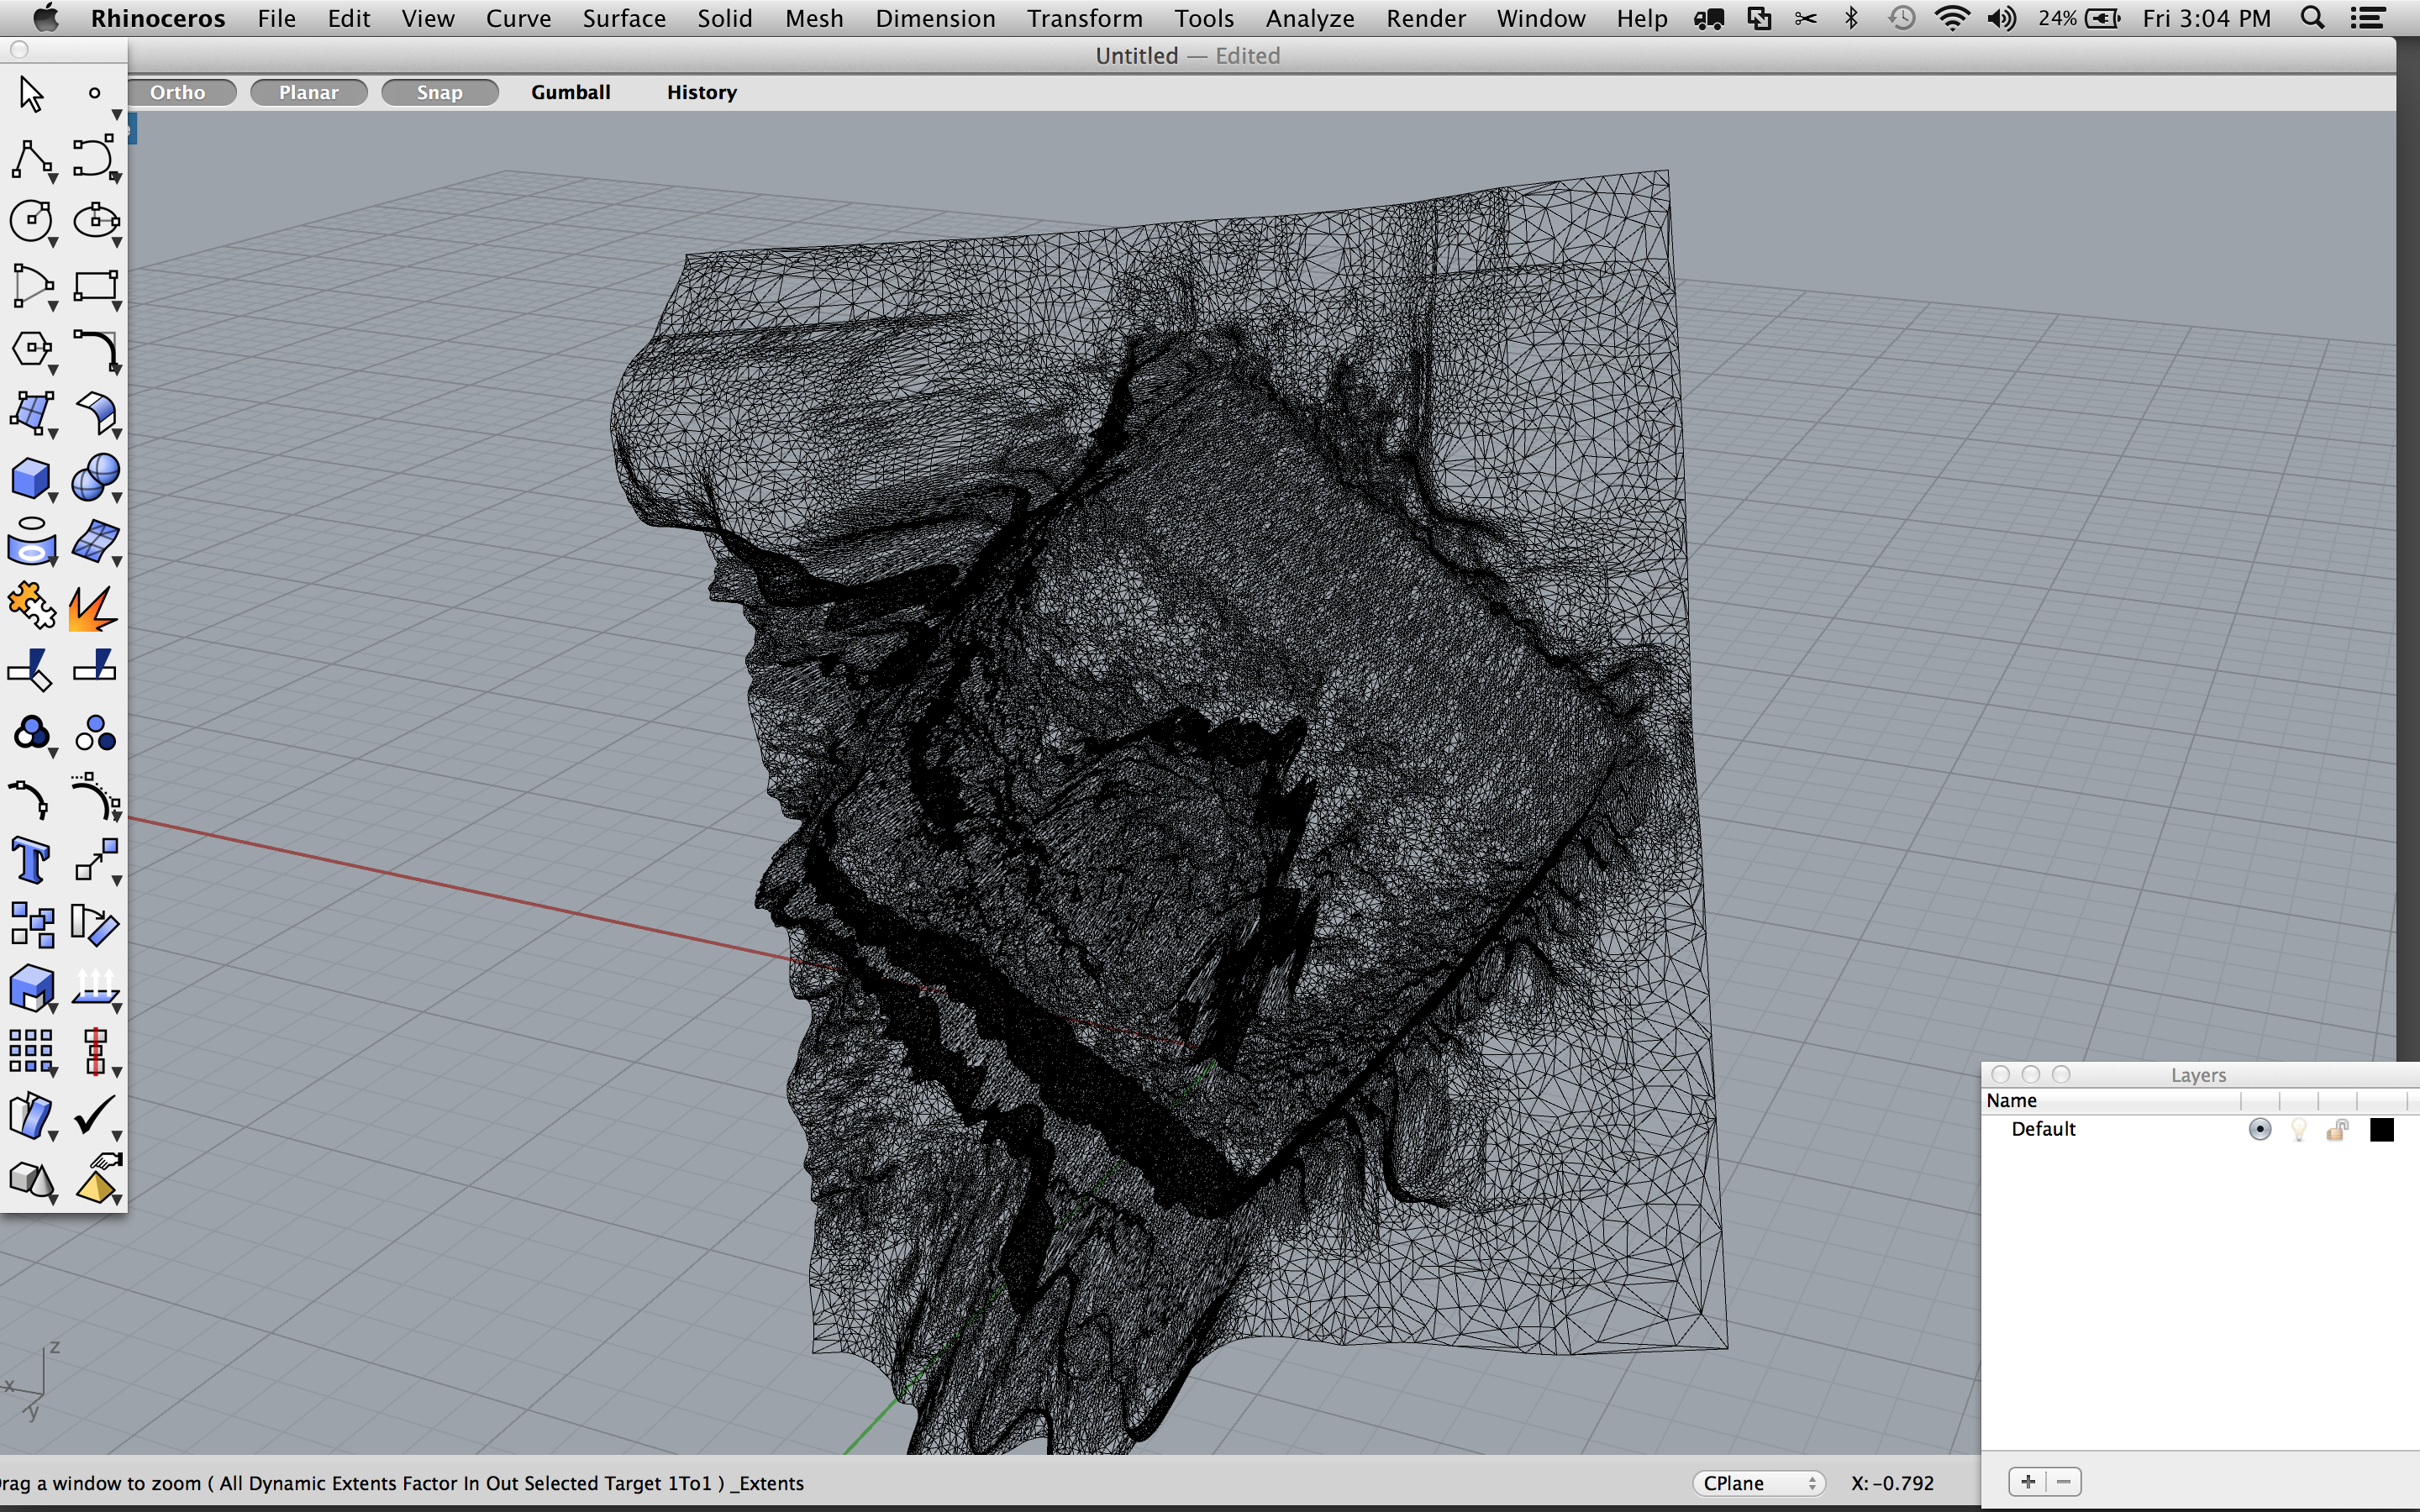 Rhinoceros File Edit View Curve Surface Solid Mesh Dimension Transform Tools Analyze Render Window Help 24% Fri 3:04 PM
Untitled — Edited
Ortho Planar Snap Gumball History
Layers
Name
Default
z
x
y
rag a window to zoom ( All Dynamic Extents Factor In Out Selected Target 1To1 ) _Extents CPlane X: -0.792